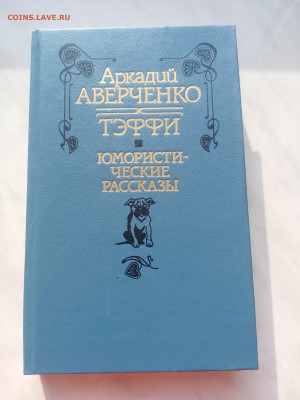 COINS.LAVE.RU
Аркадий
АВЕРЧЕНКО
ТЭФФИ
ЮМОРИСТИ-
ЧЕСКИЕ
РАССКАЗЫ